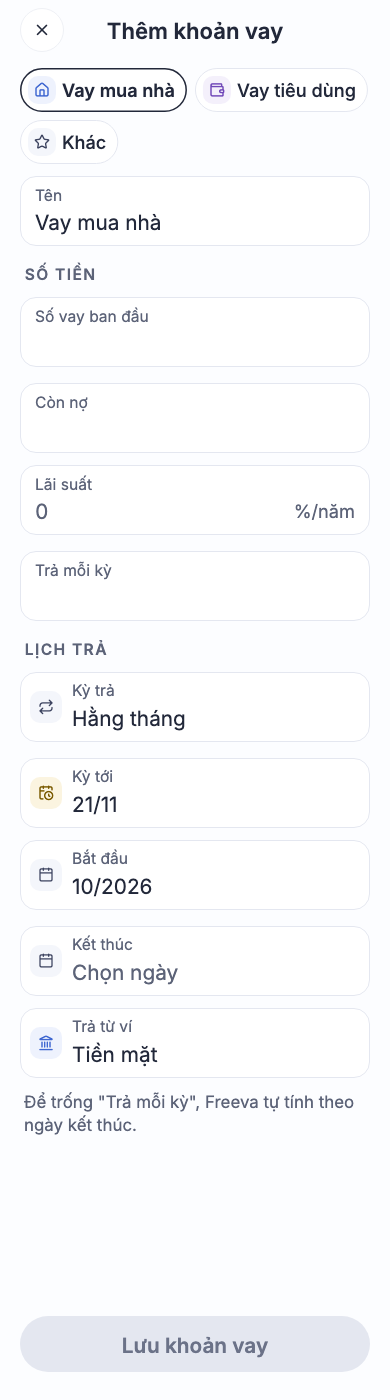 Thêm khoản vay
Vay mua nhà
Vay tiêu dùng
Khác
Tên
Vay mua nhà
SỐ TIỀN
Số vay ban đầu
Còn nợ
Lãi suất
0 %/năm
Trả mỗi kỳ
LỊCH TRẢ
Kỳ trả
Hằng tháng
Kỳ tới
21/11
Bắt đầu
10/2026
Kết thúc
Chọn ngày
Trả từ ví
Tiền mặt
Để trống "Trả mỗi kỳ", Freeva tự tính theo
ngày kết thúc.
Lưu khoản vay